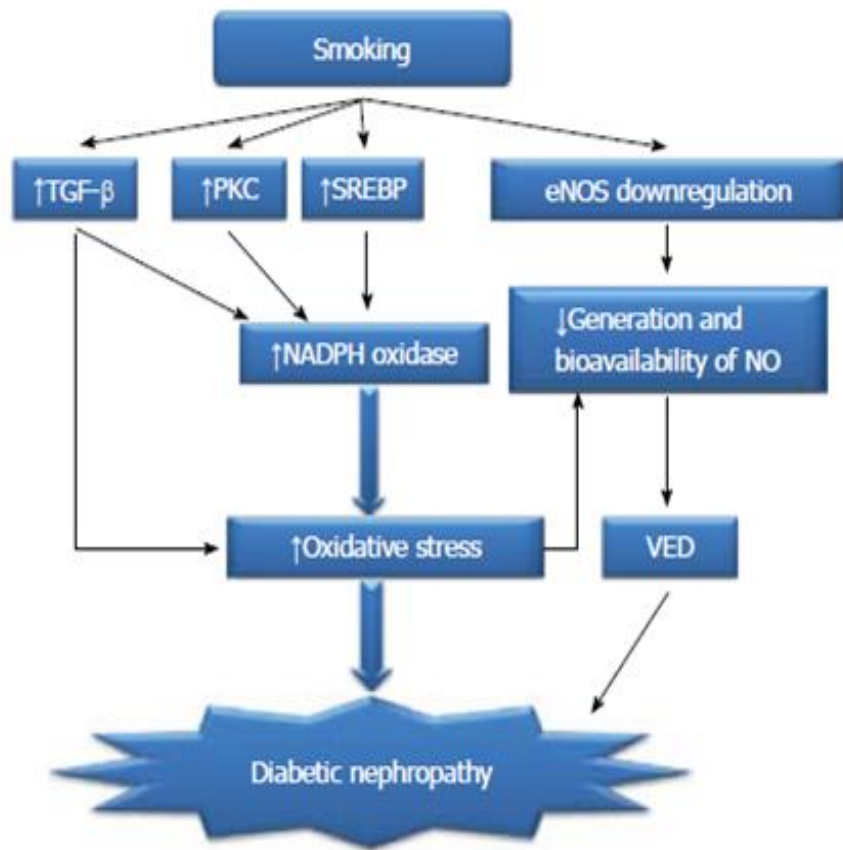 Smoking
↑TGF-β
↑PKC
↑SREBP
eNOS downregulation
↑NADPH oxidase
↓Generation and
bioavailability of NO
↑Oxidative stress
VED
Diabetic nephropathy